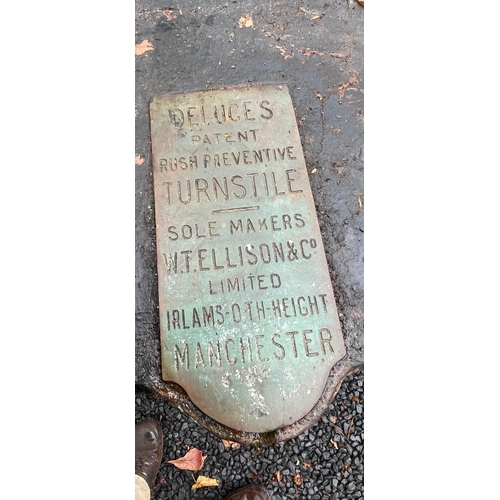 DELUCE'S
PATENT
RUSH PREVENTIVE
TURNSTILE
SOLE MAKERS
W.T.ELLISON & Co
LIMITED
IRLAMS-O-TH-HEIGHT
MANCHESTER